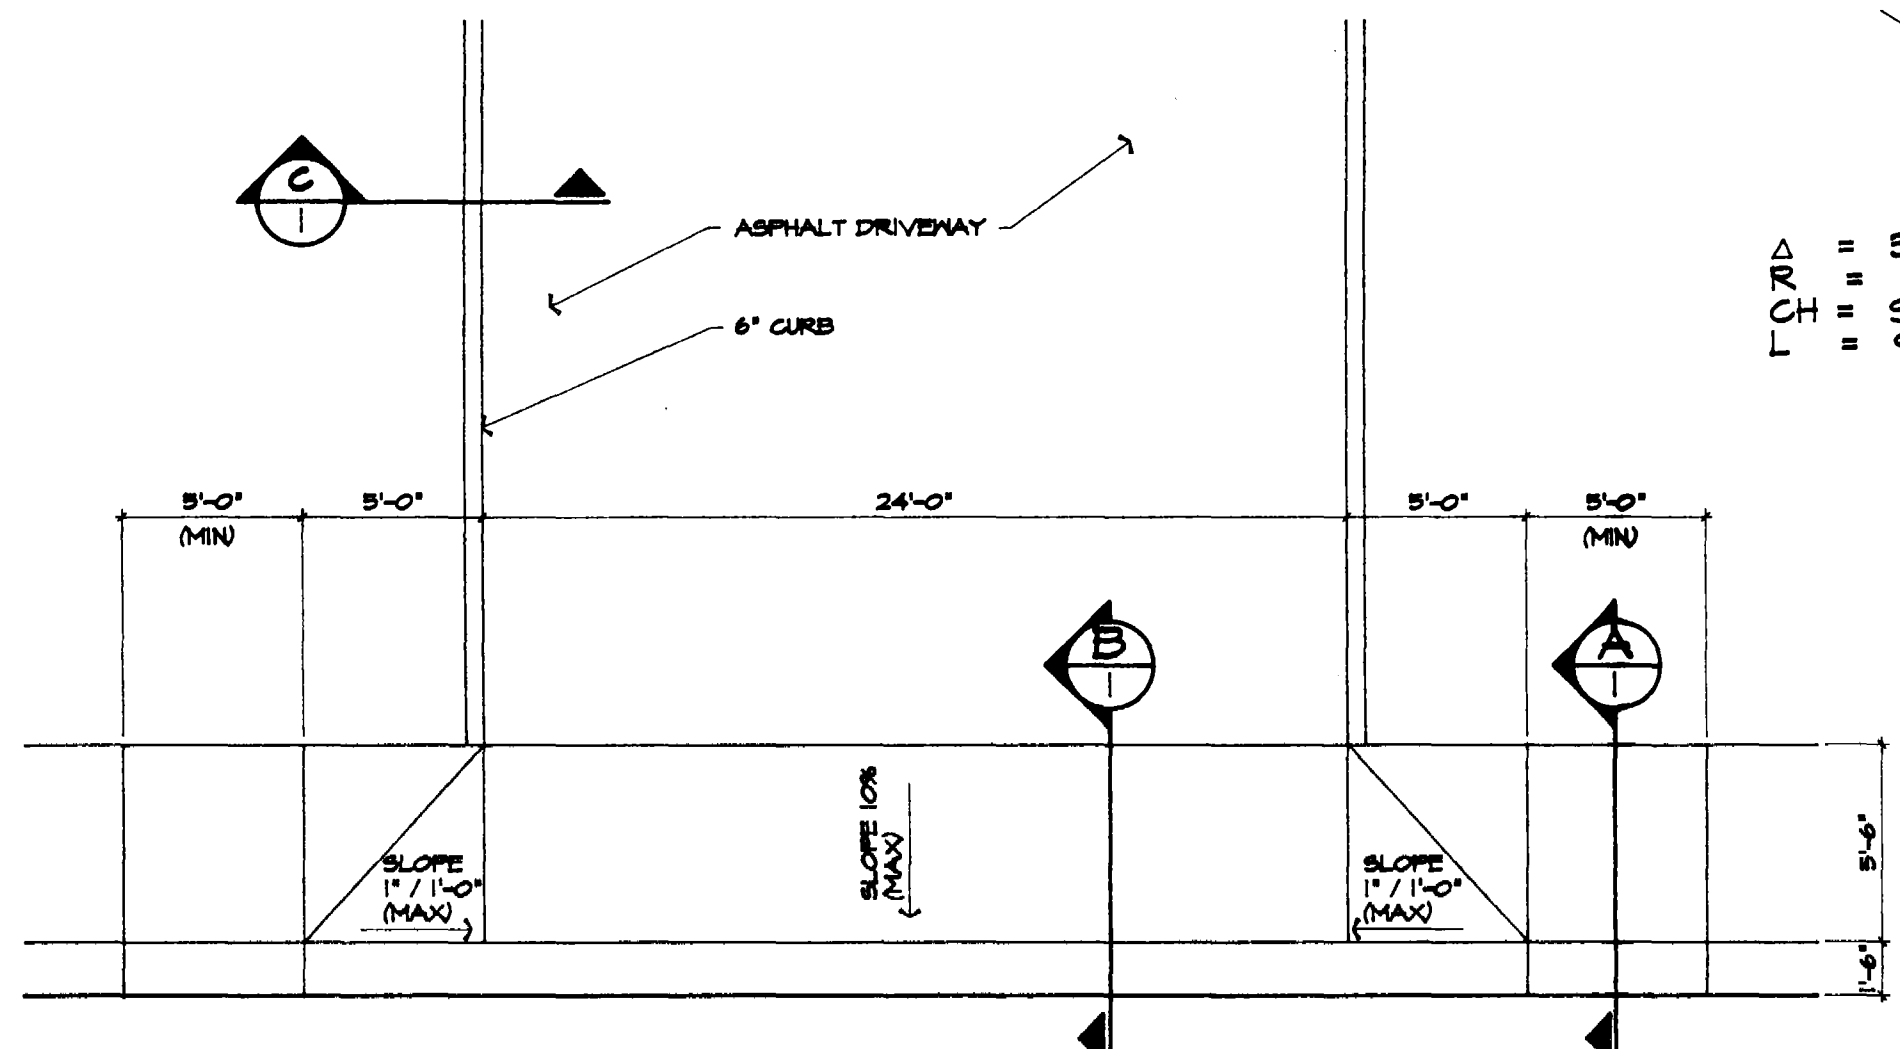 C
1
ASPHALT DRIVEWAY
6" CURB
Δ =
R =
CH =
L =
5'-0"
(MIN)
5'-0"
24'-0"
5'-0"
5'-0"
(MIN)
B
1
A
1
SLOPE
1" / 1'-0"
(MAX)
SLOPE 10%
(MAX)
SLOPE
1" / 1'-0"
(MAX)
5'-6"
1'-6"